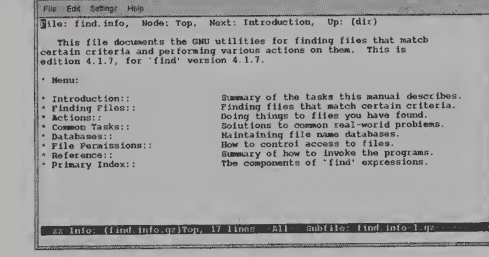 File Edit Settings Help
File: find.info, Node: Top, Next: Introduction, Up: (dir)
This file documents the GNU utilities for finding files that match
certain criteria and performing various actions on them. This is
edition 4.1.7, for `find' version 4.1.7.
* Menu:
* Introduction:: Summary of the tasks this manual describes.
* Finding Files:: Finding files that match certain criteria.
* Actions:: Doing things to files you have found.
* Common Tasks:: Solutions to common real-world problems.
* Databases:: Maintaining file name databases.
* File Permissions:: How to control access to files.
* Reference:: Summary of how to invoke the programs.
* Primary Index:: The components of `find' expressions.
zz Info: (find.info.gz)Top, 17 lines -All- Subfile: find.info-1.gz-----